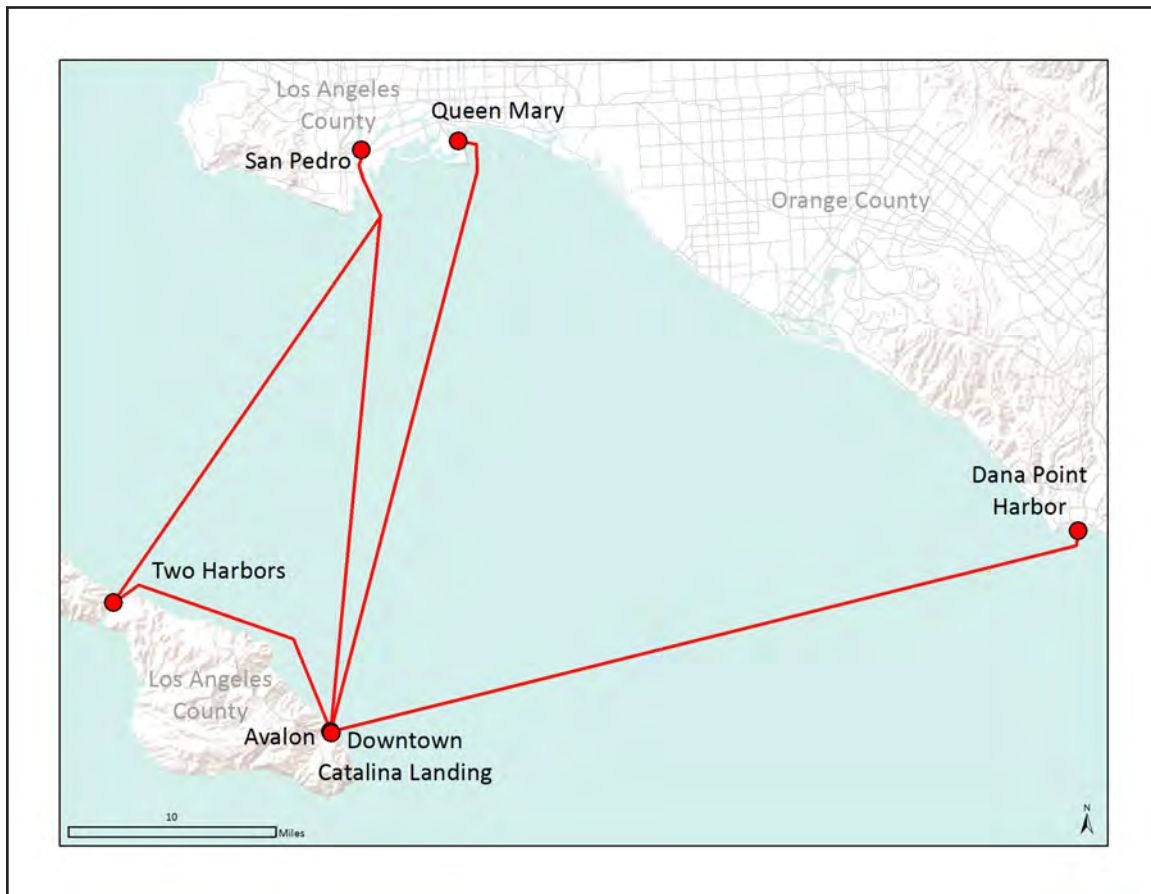 Los Angeles
County
Queen Mary
San Pedro
Orange County
Dana Point
Harbor
Two Harbors
Los Angeles
County
Avalon
Downtown
Catalina Landing
10
Miles
N